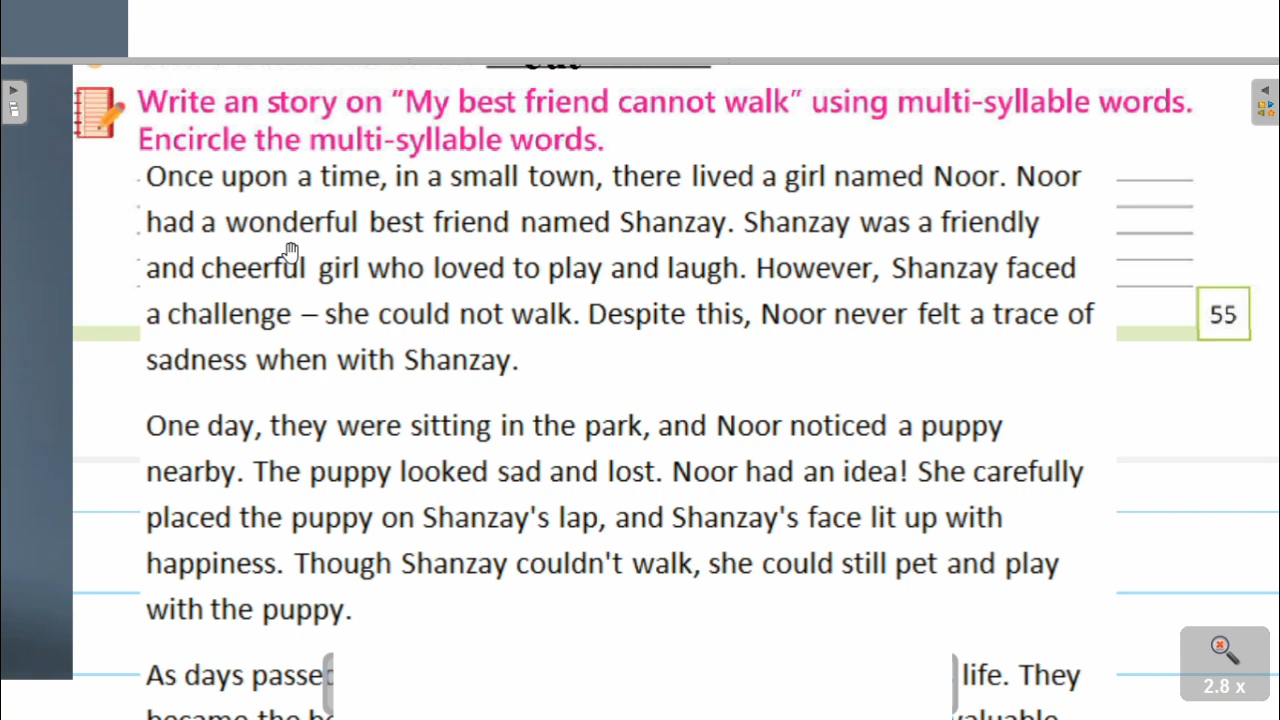 Write an story on “My best friend cannot walk” using multi-syllable words.
Encircle the multi-syllable words.
Once upon a time, in a small town, there lived a girl named Noor. Noor
had a wonderful best friend named Shanzay. Shanzay was a friendly
and cheerful girl who loved to play and laugh. However, Shanzay faced
a challenge – she could not walk. Despite this, Noor never felt a trace of
55
sadness when with Shanzay.
One day, they were sitting in the park, and Noor noticed a puppy
nearby. The puppy looked sad and lost. Noor had an idea! She carefully
placed the puppy on Shanzay's lap, and Shanzay's face lit up with
happiness. Though Shanzay couldn't walk, she could still pet and play
with the puppy.
As days passed life. They
became the valuable
2.8 x